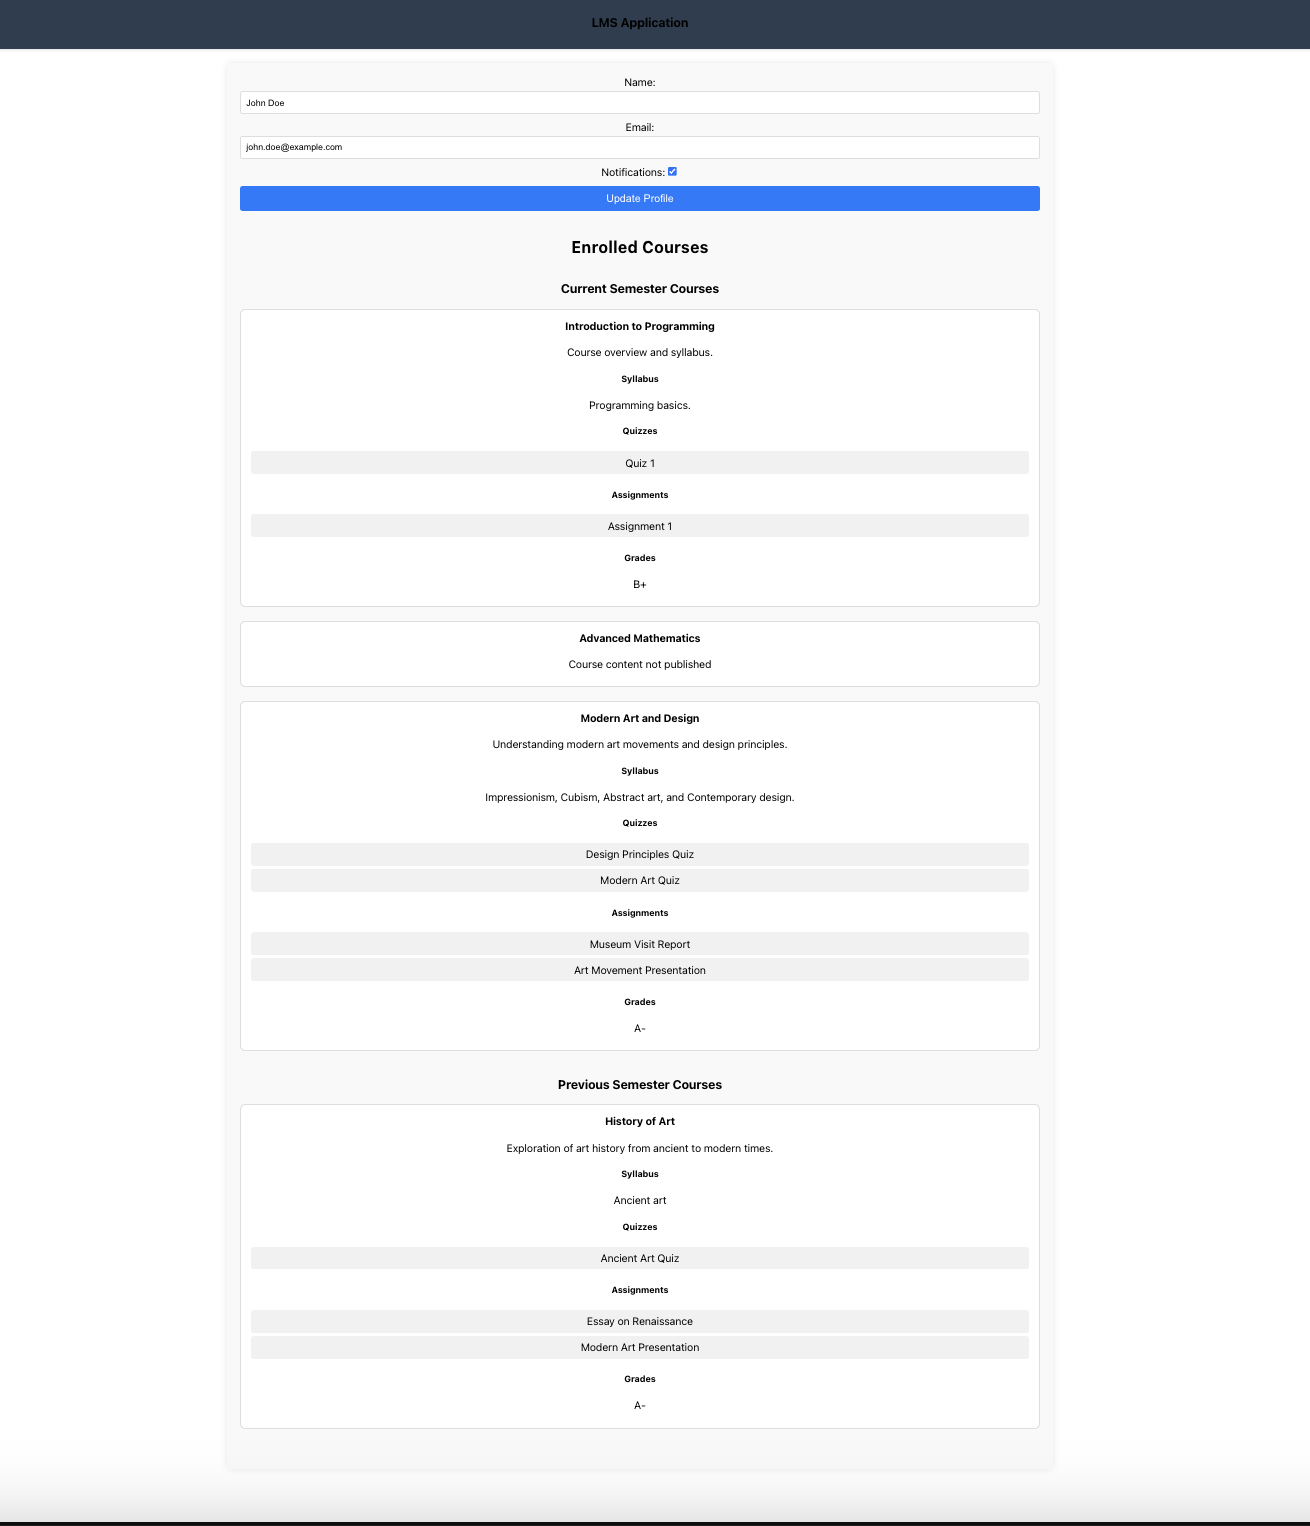 LMS Application
Name:
John Doe
Email:
john.doe@example.com
Notifications:
Update Profile
Enrolled Courses
Current Semester Courses
Introduction to Programming
Course overview and syllabus.
Syllabus
Programming basics.
Quizzes
Quiz 1
Assignments
Assignment 1
Grades
B+
Advanced Mathematics
Course content not published
Modern Art and Design
Understanding modern art movements and design principles.
Syllabus
Impressionism, Cubism, Abstract art, and Contemporary design.
Quizzes
Design Principles Quiz
Modern Art Quiz
Assignments
Museum Visit Report
Art Movement Presentation
Grades
A-
Previous Semester Courses
History of Art
Exploration of art history from ancient to modern times.
Syllabus
Ancient art
Quizzes
Ancient Art Quiz
Assignments
Essay on Renaissance
Modern Art Presentation
Grades
A-